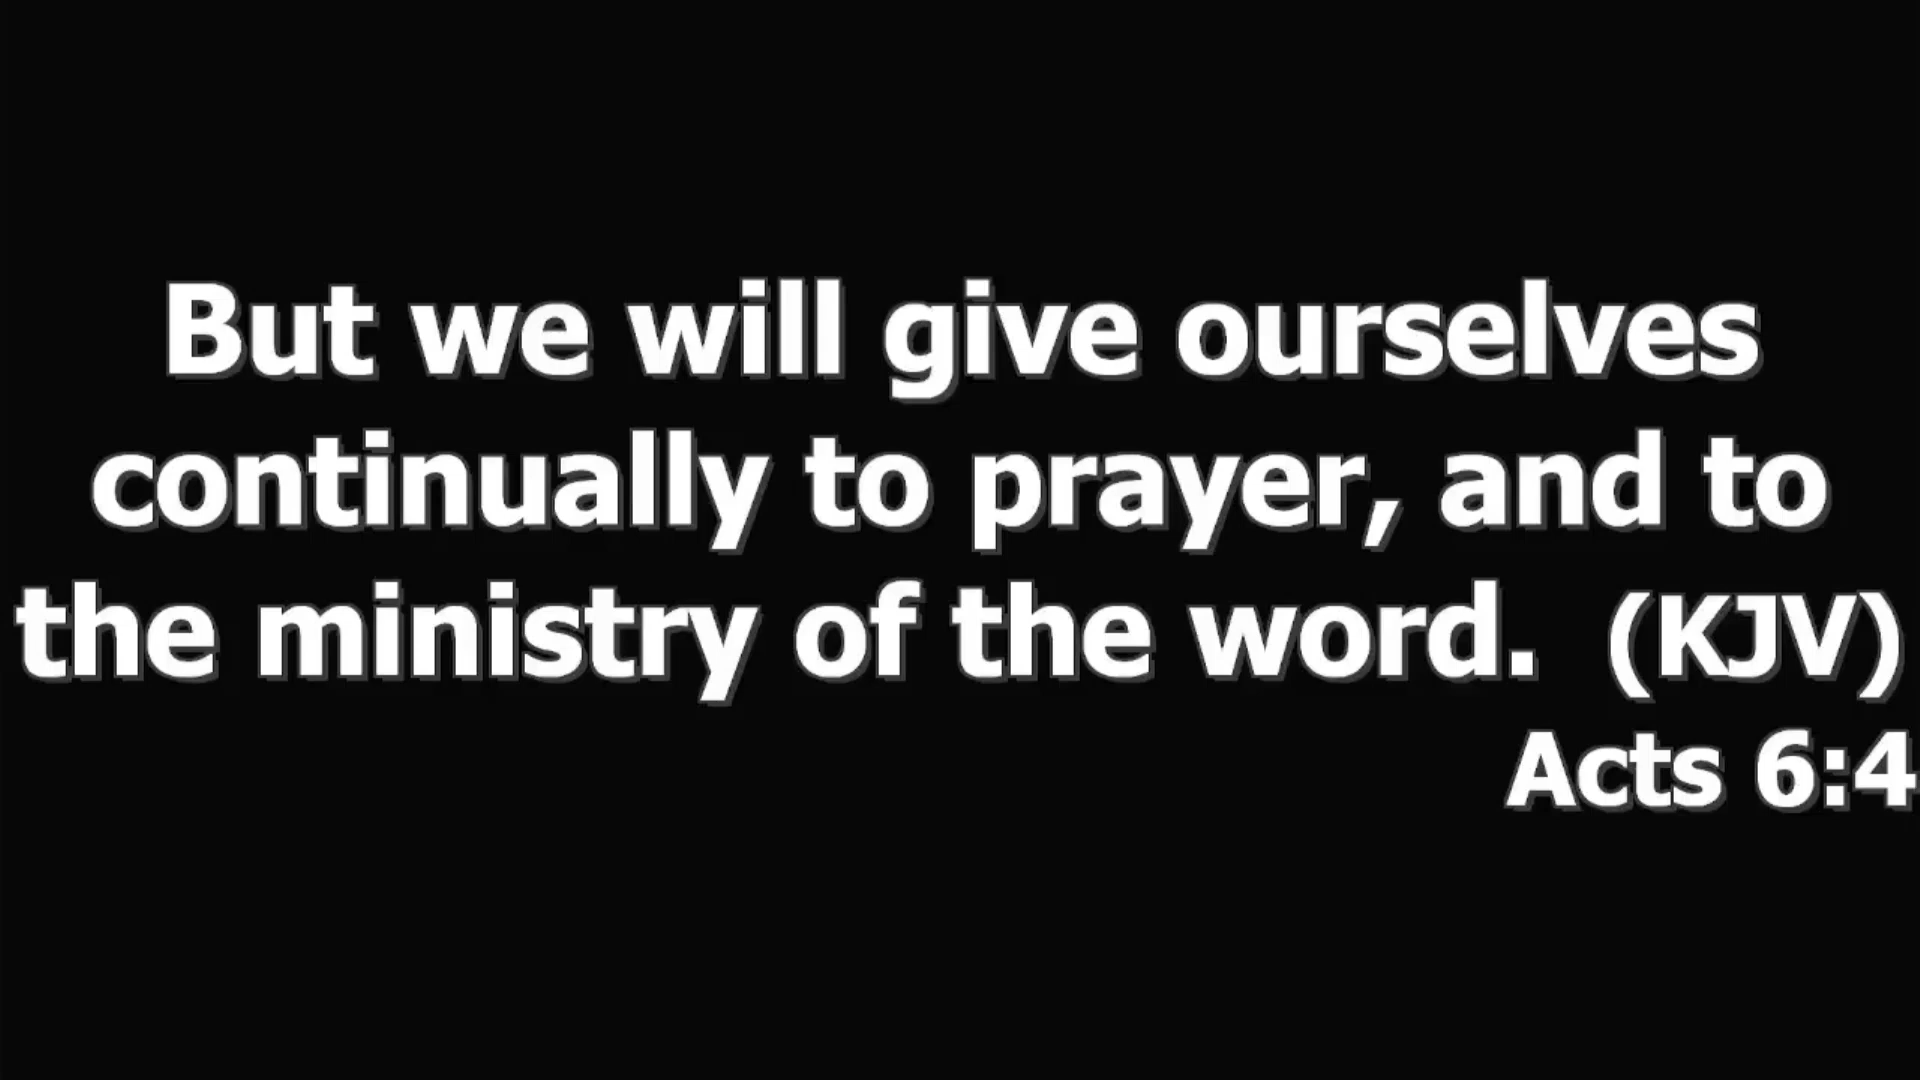 But we will give ourselves
continually to prayer, and to
the ministry of the word.  (KJV)
Acts 6:4